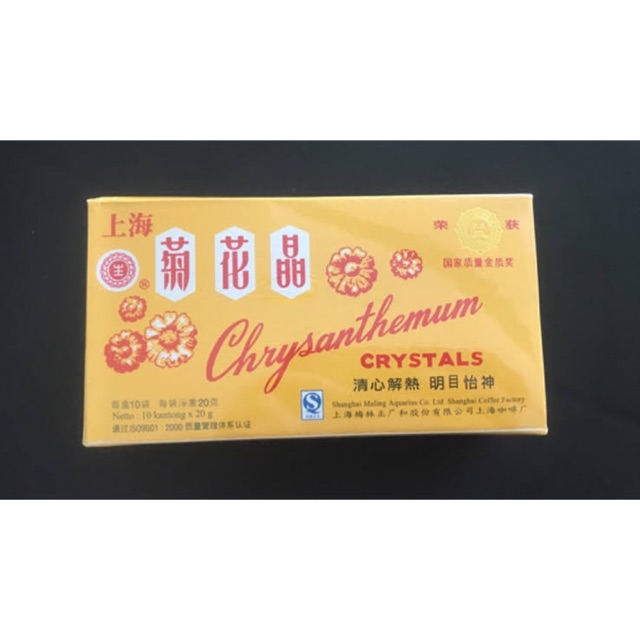 上海
菊花晶
®
荣 获
国家质量金质奖
Chrysanthemum
CRYSTALS
清心解熱 明目怡神
每盒10袋 每袋淨重20克
Netto : 10 kantong x 20 g
通过ISO9001 : 2000 质量管理体系认证
Shanghai Maling Aquarius Co. Ltd Shanghai Coffee Factory
上海梅林正广和股份有限公司上海咖啡厂